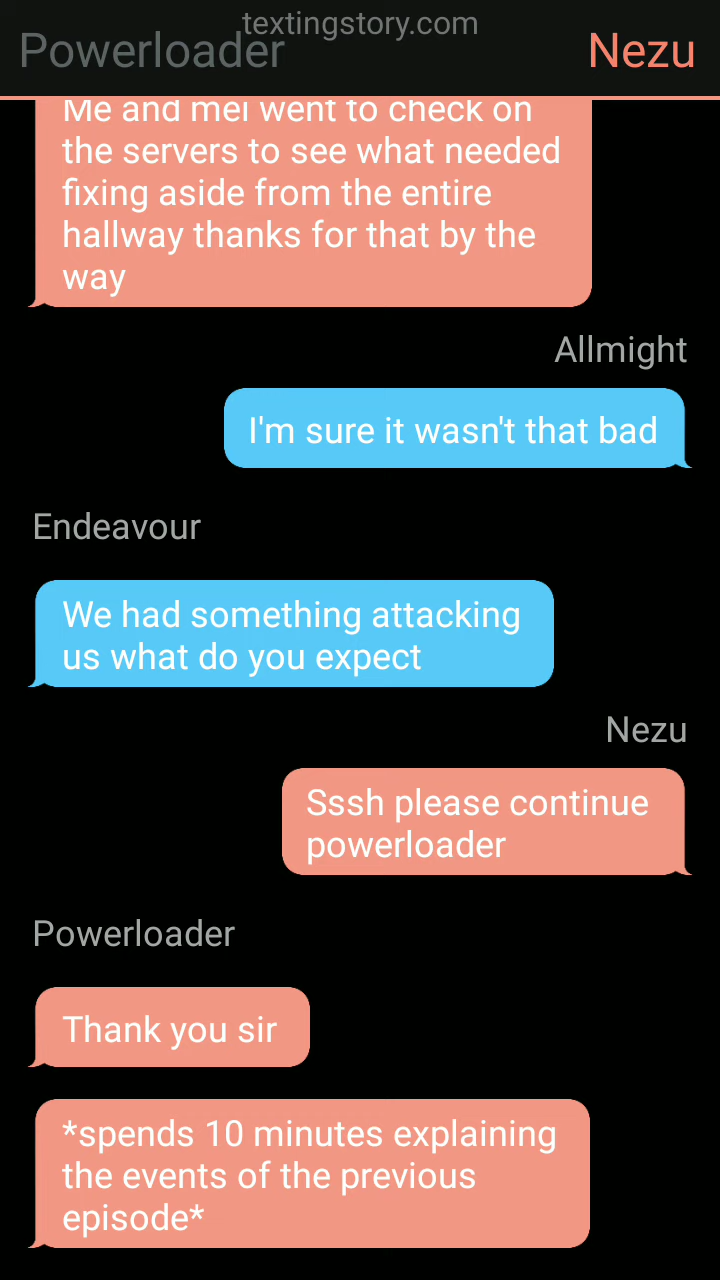 textingstory.com
Powerloader
Nezu
Me and mei went to check on
the servers to see what needed
fixing aside from the entire
hallway thanks for that by the
way
Allmight
I'm sure it wasn't that bad
Endeavour
We had something attacking
us what do you expect
Nezu
Sssh please continue
powerloader
Powerloader
Thank you sir
*spends 10 minutes explaining
the events of the previous
episode*